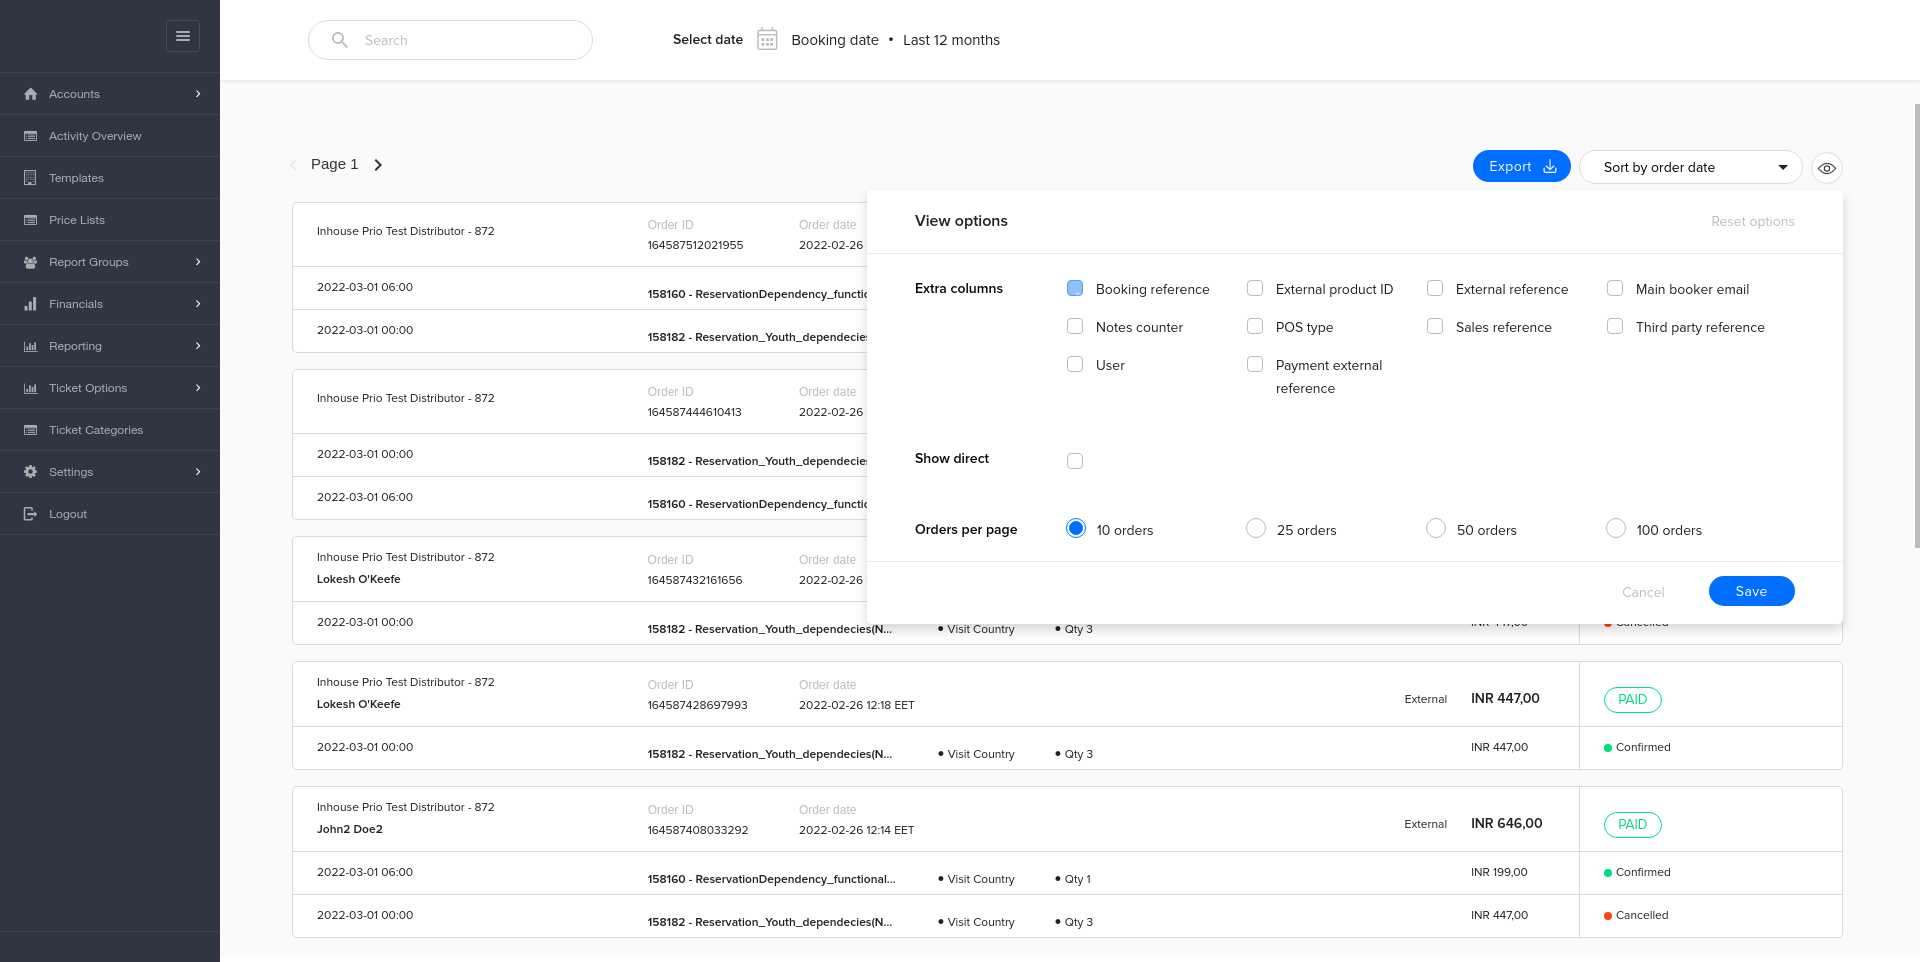 Search
Select date Booking date • Last 12 months
Accounts
Activity Overview
Templates
Price Lists
Report Groups
Financials
Reporting
Ticket Options
Ticket Categories
Settings
Logout
Page 1
Export Sort by order date
Inhouse Prio Test Distributor - 872
Order ID
164587512021955
Order date
2022-02-26
2022-03-01 06:00
158160 - ReservationDependency_functio
2022-03-01 00:00
158182 - Reservation_Youth_dependecies
Inhouse Prio Test Distributor - 872
Order ID
164587444610413
Order date
2022-02-26
2022-03-01 00:00
158182 - Reservation_Youth_dependecies
2022-03-01 06:00
158160 - ReservationDependency_functio
View options
Reset options
Extra columns
Booking reference
External product ID
External reference
Main booker email
Notes counter
POS type
Sales reference
Third party reference
User
Payment external
reference
Show direct
Orders per page
10 orders
25 orders
50 orders
100 orders
Cancel
Save
Inhouse Prio Test Distributor - 872
Lokesh O'Keefe
Order ID
164587432161656
Order date
2022-02-26
2022-03-01 00:00
158182 - Reservation_Youth_dependecies(N...
• Visit Country
• Qty 3
INR 447,00
Cancelled
Inhouse Prio Test Distributor - 872
Lokesh O'Keefe
Order ID
164587428697993
Order date
2022-02-26 12:18 EET
External
INR 447,00
PAID
2022-03-01 00:00
158182 - Reservation_Youth_dependecies(N...
• Visit Country
• Qty 3
INR 447,00
Confirmed
Inhouse Prio Test Distributor - 872
John2 Doe2
Order ID
164587408033292
Order date
2022-02-26 12:14 EET
External
INR 646,00
PAID
2022-03-01 06:00
158160 - ReservationDependency_functional...
• Visit Country
• Qty 1
INR 199,00
Confirmed
2022-03-01 00:00
158182 - Reservation_Youth_dependecies(N...
• Visit Country
• Qty 3
INR 447,00
Cancelled